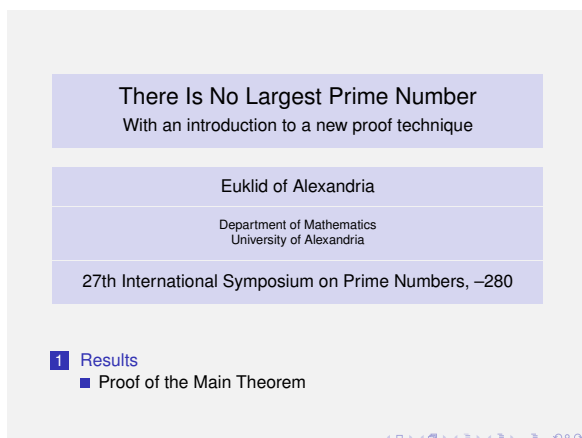 There Is No Largest Prime Number
With an introduction to a new proof technique
Euklid of Alexandria
Department of Mathematics
University of Alexandria
27th International Symposium on Prime Numbers, –280
1 Results
Proof of the Main Theorem